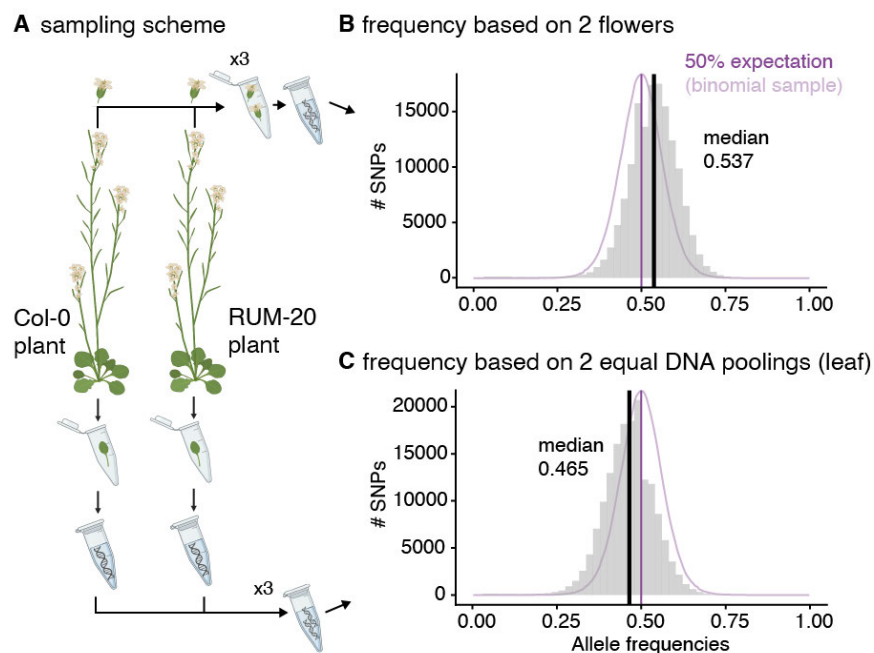 A sampling scheme
x3
Col-0
plant
RUM-20
plant
x3
B frequency based on 2 flowers
50% expectation
(binomial sample)
median
0.537
# SNPs
15000
10000
5000
0
0.00 0.25 0.50 0.75 1.00
C frequency based on 2 equal DNA poolings (leaf)
median
0.465
# SNPs
20000
15000
10000
5000
0
0.00 0.25 0.50 0.75 1.00
Allele frequencies